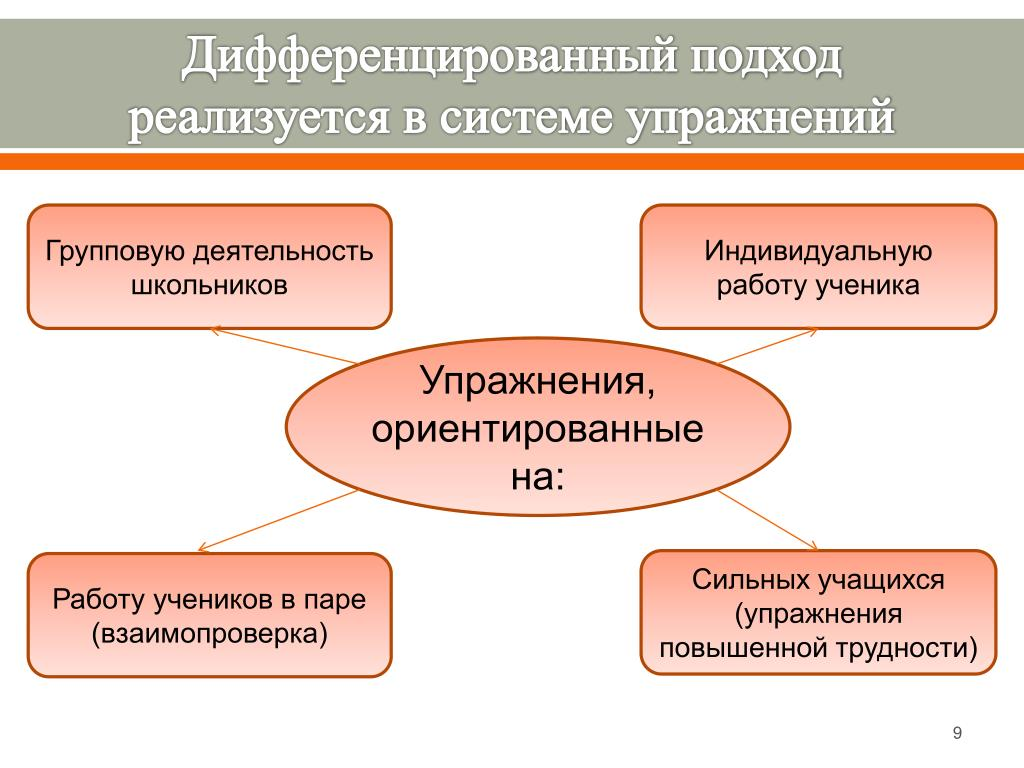 Дифференцированный подход
реализуется в системе упражнений
Групповую деятельность
школьников
Индивидуальную
работу ученика
Упражнения,
ориентированные
на:
Работу учеников в паре
(взаимопроверка)
Сильных учащихся
(упражнения
повышенной трудности)
9